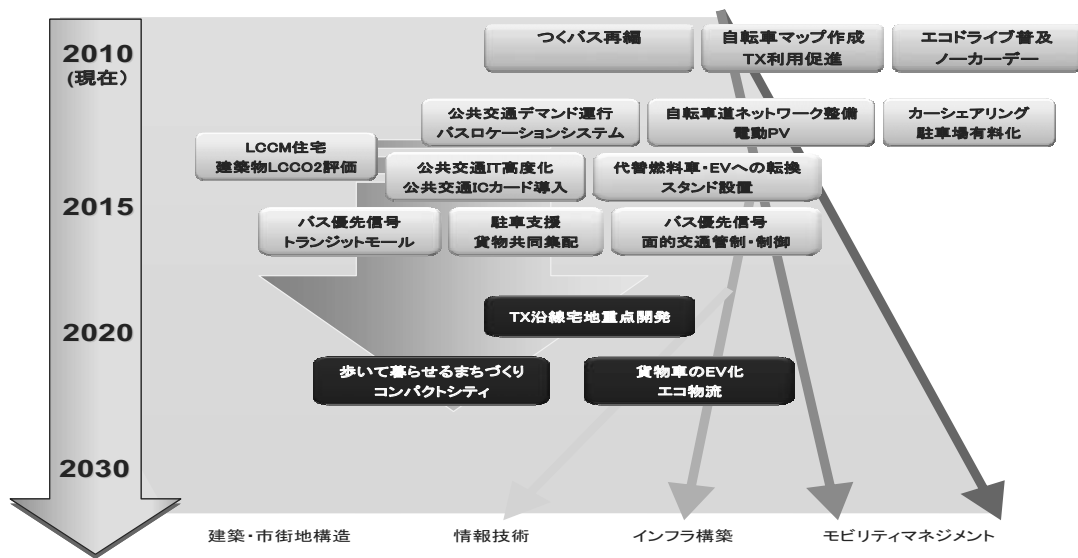 2010
(現在)
つくバス再編
自転車マップ作成
TX利用促進
エコドライブ普及
ノーカーデー
公共交通デマンド運行
バスロケーションシステム
自転車道ネットワーク整備
電動PV
カーシェアリング
駐車場有料化
LCCM住宅
建築物LCCO2評価
公共交通IT高度化
公共交通ICカード導入
代替燃料車・EVへの転換
スタンド設置
2015
バス優先信号
トランジットモール
駐車支援
貨物共同集配
バス優先信号
面的交通管制・制御
TX沿線宅地重点開発
2020
歩いて暮らせるまちづくり
コンパクトシティ
貨物車のEV化
エコ物流
2030
建築・市街地構造
情報技術
インフラ構築
モビリティマネジメント